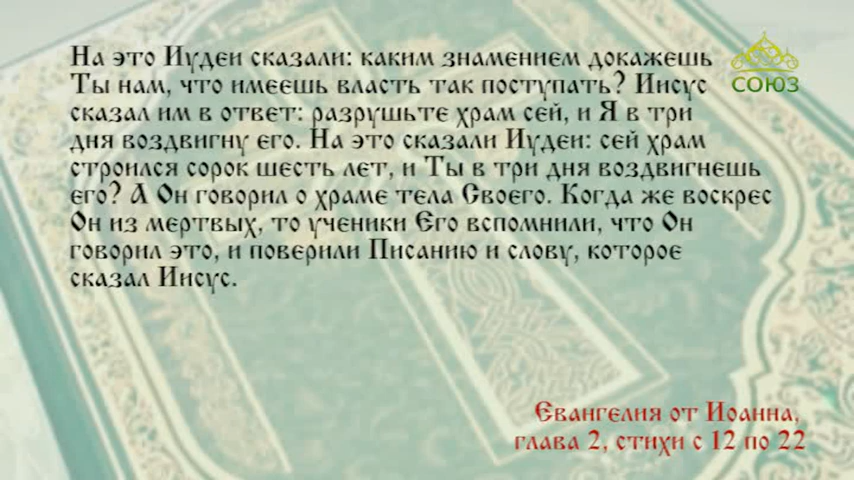 На это Иудеи сказали: каким знамением докажешь
Ты нам, что имеешь власть так поступать? Иисус
сказал им в ответ: разрушьте храм сей, и Я в три
дня воздвигну его. На это сказали Иудеи: сей храм
строился сорок шесть лет, и Ты в три дня воздвигнешь
его? А Он говорил о храме тела Своего. Когда же воскрес
Он из мертвых, то ученики Его вспомнили, что Он
говорил это, и поверили Писанию и слову, которое
сказал Иисус.
СОЮЗ
Евангелия от Иоанна,
глава 2, стихи с 12 по 22